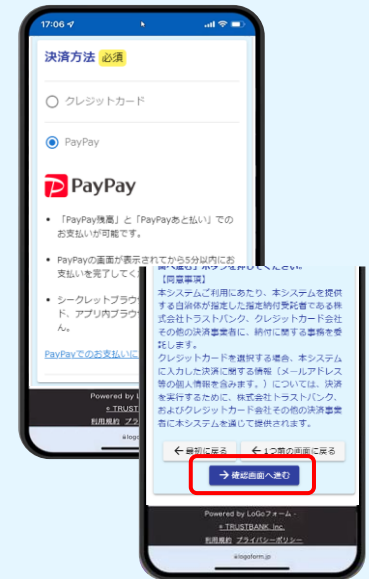 17:06
決済方法 必須
クレジットカード
PayPay
PayPay
• 「PayPay残高」と「PayPayあと払い」での
お支払いが可能です。
• PayPayの画面が表示されてから5分以内にお
支払いを完了してく
• シークレットブラウ
ド、アプリ内ブラウ
ん。
PayPayでのお支払いに
Powered by L
TRUST
利用規約 プラ
logo
間へ進む」ボタンを押してください。
【同意事項】
本システムご利用にあたり、本システムを提供
する自治体が指定した指定納付受託者である株
式会社トラストバンク、クレジットカード会社
その他の決済事業者に、納付に関する事務を委
託します。
クレジットカードを選択する場合、本システム
に入力した決済に関する情報（メールアドレス
等の個人情報を含みます。）については、決済
を実行するために、株式会社トラストバンク、
およびクレジットカード会社その他の決済事業
者に本システムを通じて提供されます。
←最初に戻る ←1つ前の画面に戻る
→確認画面へ進む
Powered by LoGoフォーム -
TRUSTBANK, Inc.
利用規約 プライバシーポリシー
logoform.jp